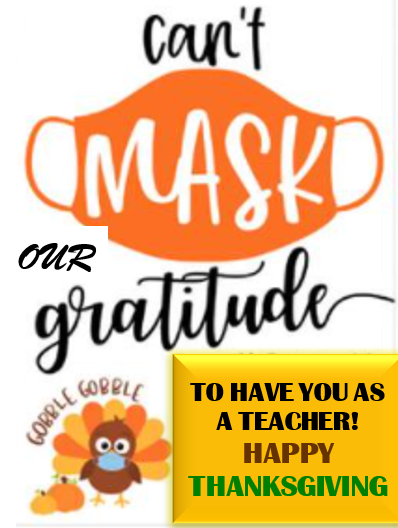 can't
MASK
OUR
gratitude
GOBBLE GOBBLE
TO HAVE YOU AS
A TEACHER!
HAPPY
THANKSGIVING